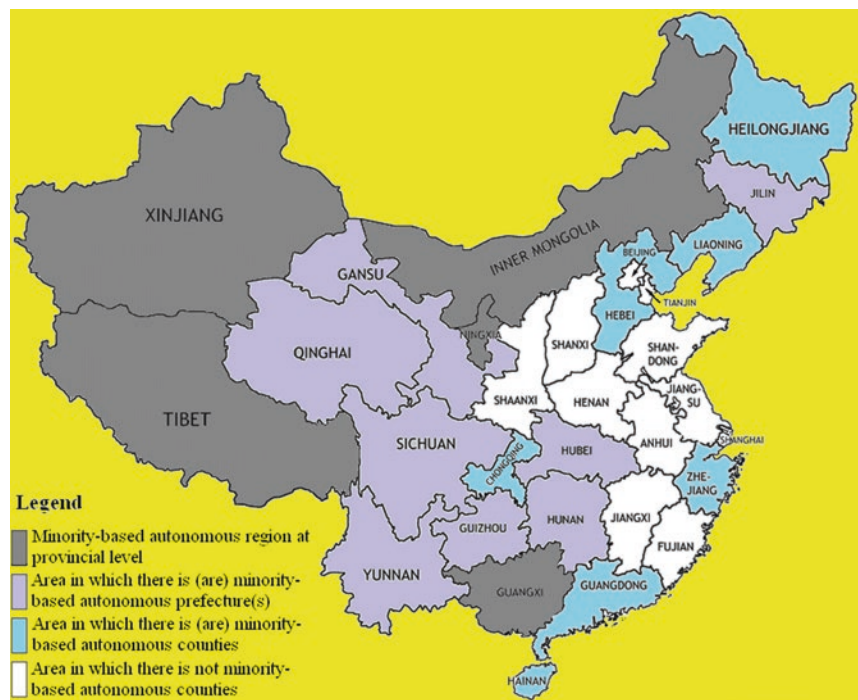 HEILONGJIANG
JILIN
XINJIANG
INNER MONGOLIA
LIAONING
BEIJING
GANSU
TIANJIN
HEBEI
NINGXIA
SHANXI
SHAN-
DONG
QINGHAI
SHAANXI
HENAN
JIANG-
SU
TIBET
ANHUI
SHANGHAI
SICHUAN
HUBEI
CHONGQING
ZHE-
JIANG
GUIZHOU
HUNAN
JIANGXI
FUJIAN
YUNNAN
GUANGXI
GUANGDONG
HAINAN
Legend
Minority-based autonomous region at
provincial level
Area in which there is (are) minority-
based autonomous prefecture(s)
Area in which there is (are) minority-
based autonomous counties
Area in which there is not minority-
based autonomous counties